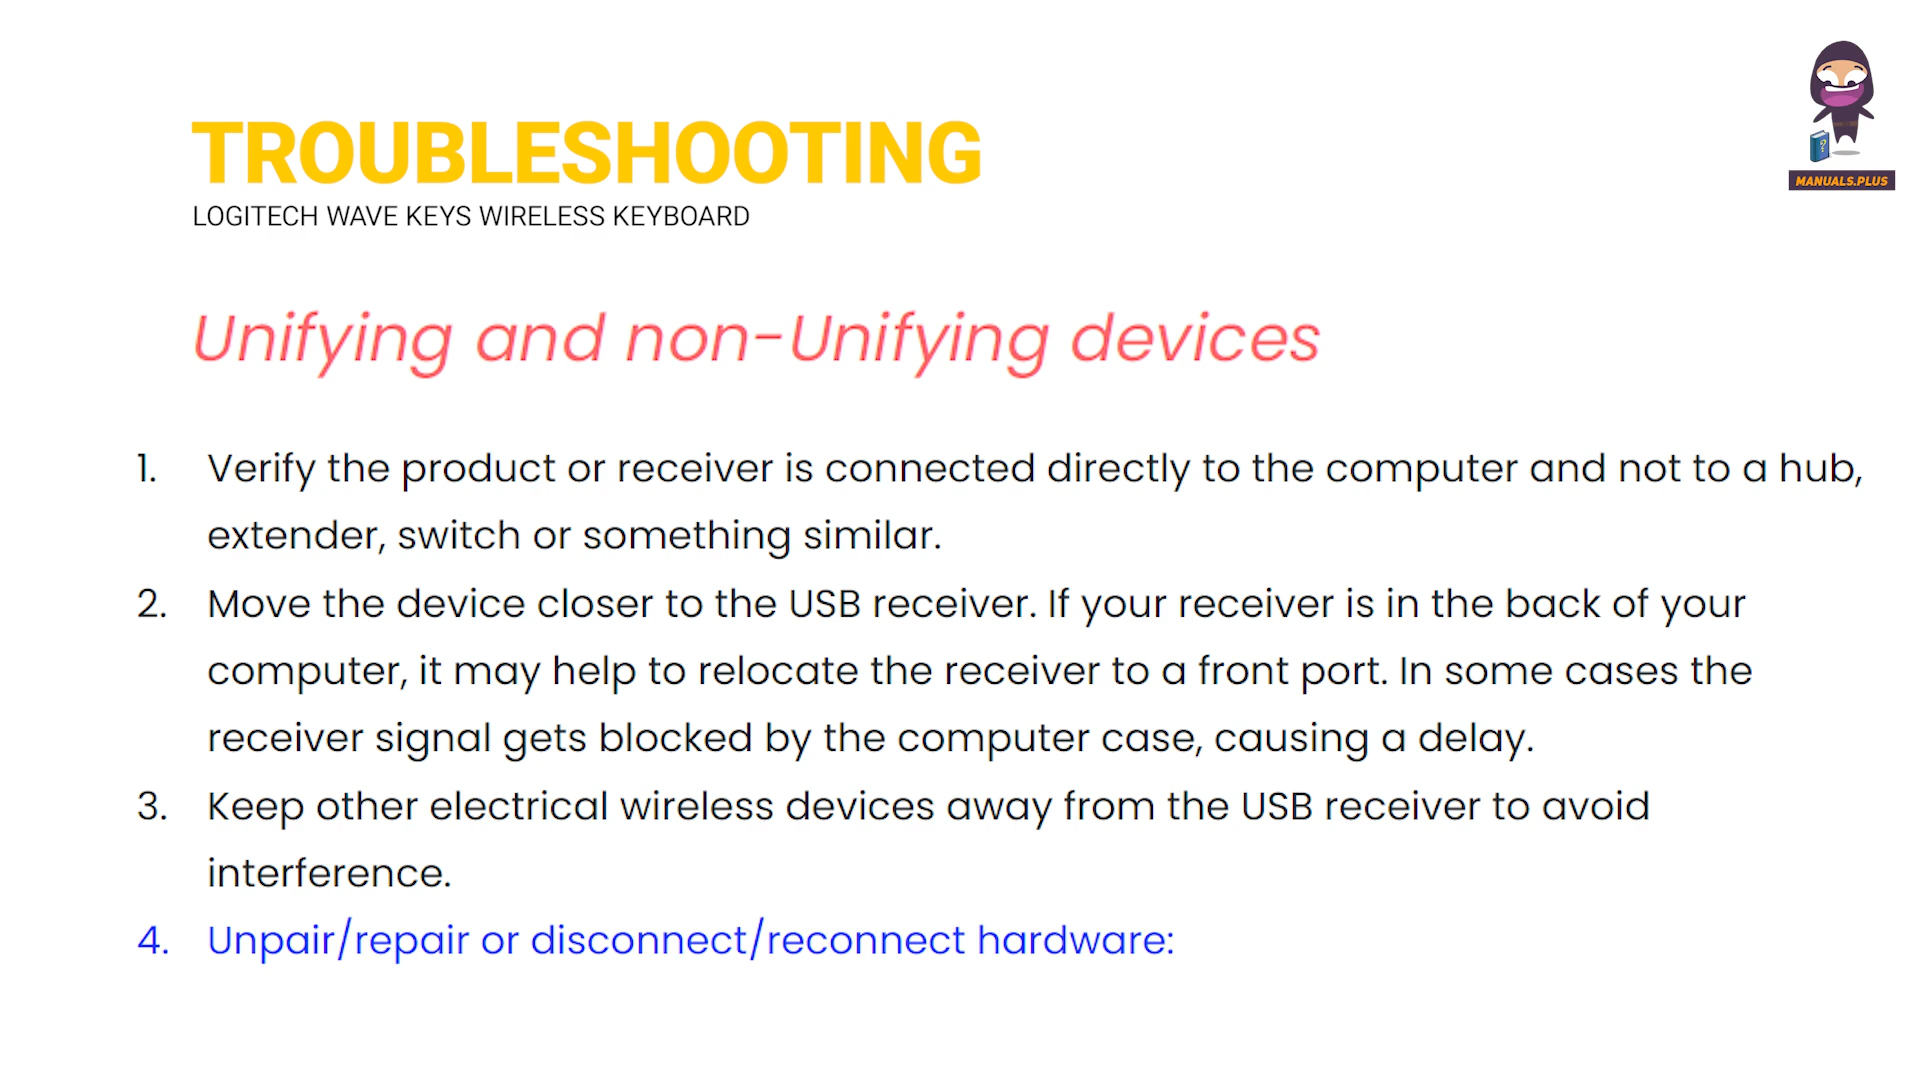 TROUBLESHOOTING
LOGITECH WAVE KEYS WIRELESS KEYBOARD
MANUALS.PLUS
Unifying and non-Unifying devices
1. Verify the product or receiver is connected directly to the computer and not to a hub,
extender, switch or something similar.
2. Move the device closer to the USB receiver. If your receiver is in the back of your
computer, it may help to relocate the receiver to a front port. In some cases the
receiver signal gets blocked by the computer case, causing a delay.
3. Keep other electrical wireless devices away from the USB receiver to avoid
interference.
4. Unpair/repair or disconnect/reconnect hardware: